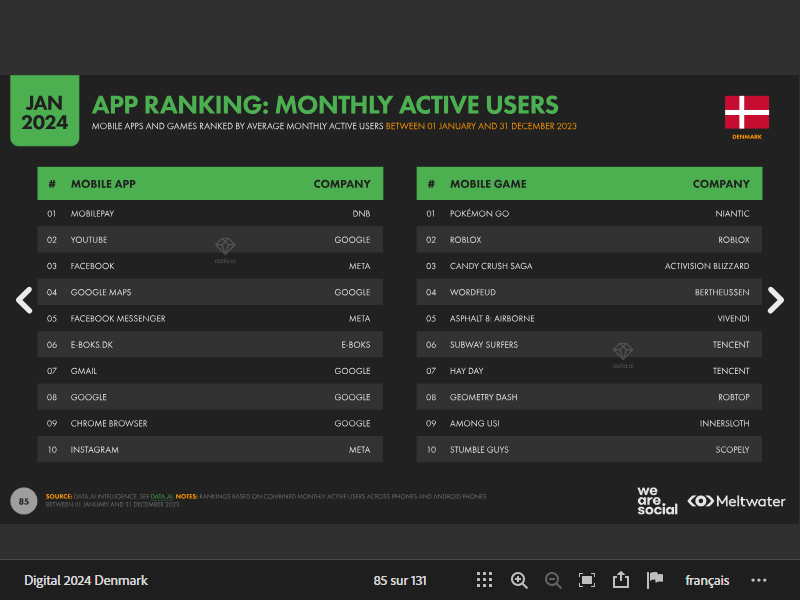 JAN
2024
APP RANKING: MONTHLY ACTIVE USERS
MOBILE APPS AND GAMES RANKED BY AVERAGE MONTHLY ACTIVE USERS BETWEEN 01 JANUARY AND 31 DECEMBER 2023
DENMARK
# MOBILE APP COMPANY
01 MOBILEPAY DNB
02 YOUTUBE GOOGLE
03 FACEBOOK META
04 GOOGLE MAPS GOOGLE
05 FACEBOOK MESSENGER META
06 E-BOKS.DK E-BOKS
07 GMAIL GOOGLE
08 GOOGLE GOOGLE
09 CHROME BROWSER GOOGLE
10 INSTAGRAM META
data.ai
# MOBILE GAME COMPANY
01 POKÉMON GO NIANTIC
02 ROBLOX ROBLOX
03 CANDY CRUSH SAGA ACTIVISION BLIZZARD
04 WORDFEUD BERTHEUSSEN
05 ASPHALT 8: AIRBORNE VIVENDI
06 SUBWAY SURFERS TENCENT
07 HAY DAY TENCENT
08 GEOMETRY DASH ROBTOP
09 AMONG US! INNERSLOTH
10 STUMBLE GUYS SCOPELY
data.ai
85
SOURCE: DATA.AI INTELLIGENCE. SEE DATA.AI. NOTES: RANKINGS BASED ON COMBINED MONTHLY ACTIVE USERS ACROSS IPHONES AND ANDROID PHONES
BETWEEN 01 JANUARY AND 31 DECEMBER 2023.
we
are
social
Meltwater
Digital 2024 Denmark
85 sur 131
français